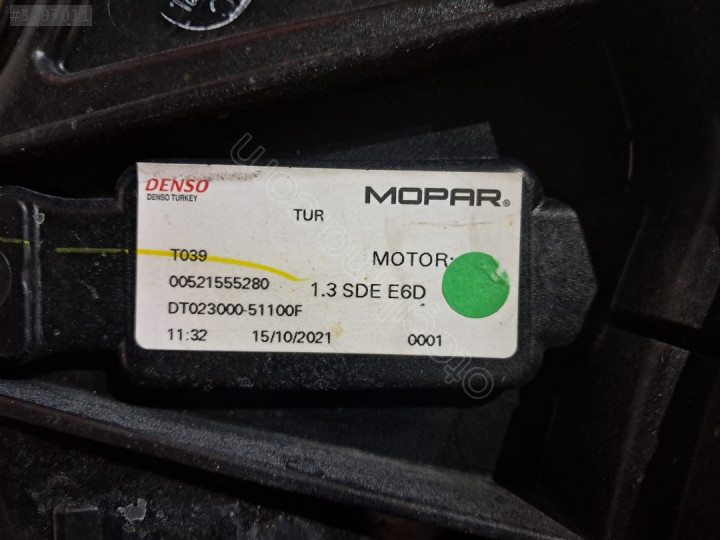 #3797011
DENSO
DENSO TURKEY
MOPAR®
TUR
T039
MOTOR:
00521555280
1.3 SDE E6D
DT023000-51100F
11:32 15/10/2021 0001